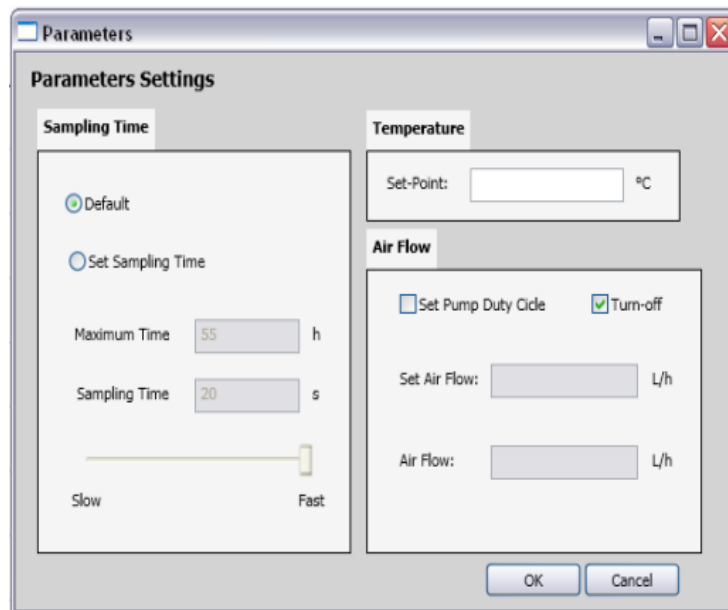 Parameters
Parameters Settings
Sampling Time
Default
Set Sampling Time
Maximum Time 55 h
Sampling Time 20 s
Slow Fast
Temperature
Set-Point: ºC
Air Flow
Set Pump Duty Cicle Turn-off
Set Air Flow: L/h
Air Flow: L/h
OK Cancel